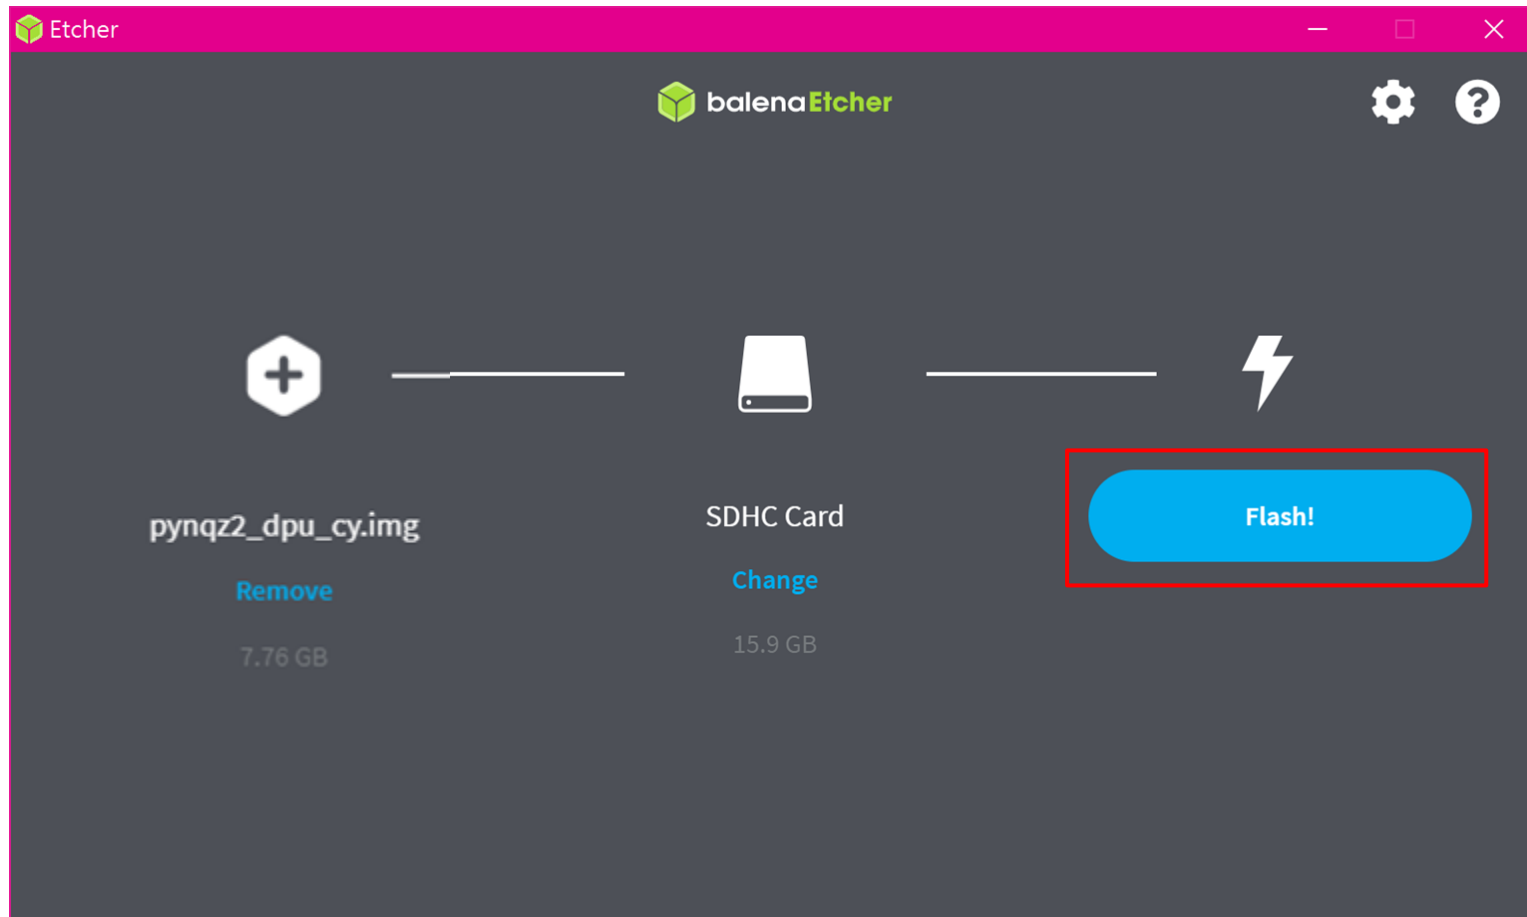 Etcher
balenaEtcher
pynqz2_dpu_cy.img
Remove
7.76 GB
SDHC Card
Change
15.9 GB
Flash!